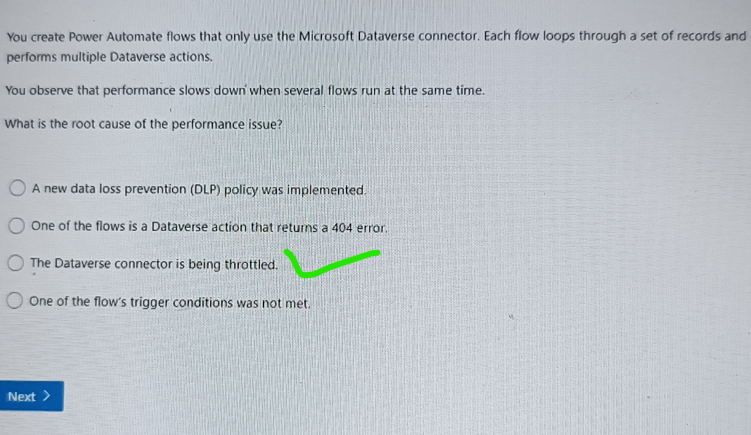 You create Power Automate flows that only use the Microsoft Dataverse connector. Each flow loops through a set of records and
performs multiple Dataverse actions.
You observe that performance slows down when several flows run at the same time.
What is the root cause of the performance issue?
A new data loss prevention (DLP) policy was implemented.
One of the flows is a Dataverse action that returns a 404 error.
The Dataverse connector is being throttled.
One of the flow's trigger conditions was not met.
Next >